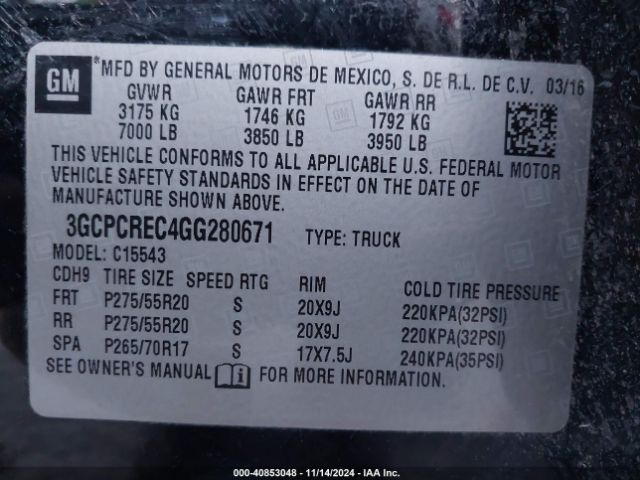 GM *MFD BY GENERAL MOTORS DE MEXICO, S. DE R.L. DE C.V. 03/16
GVWR GAWR FRT GAWR RR
3175 KG 1746 KG 1792 KG
7000 LB 3850 LB 3950 LB
THIS VEHICLE CONFORMS TO ALL APPLICABLE U.S. FEDERAL MOTOR
VEHICLE SAFETY STANDARDS IN EFFECT ON THE DATE OF
MANUFACTURE SHOWN ABOVE.
3GCPCREC4GG280671 TYPE: TRUCK
MODEL: C15543
CDH9 TIRE SIZE SPEED RTG RIM COLD TIRE PRESSURE
FRT P275/55R20 S 20X9J 220KPA(32PSI)
RR P275/55R20 S 20X9J 220KPA(32PSI)
SPA P265/70R17 S 17X7.5J 240KPA(35PSI)
SEE OWNER'S MANUAL FOR MORE INFORMATION.
000-40853048 - 11/14/2024 - IAA Inc.